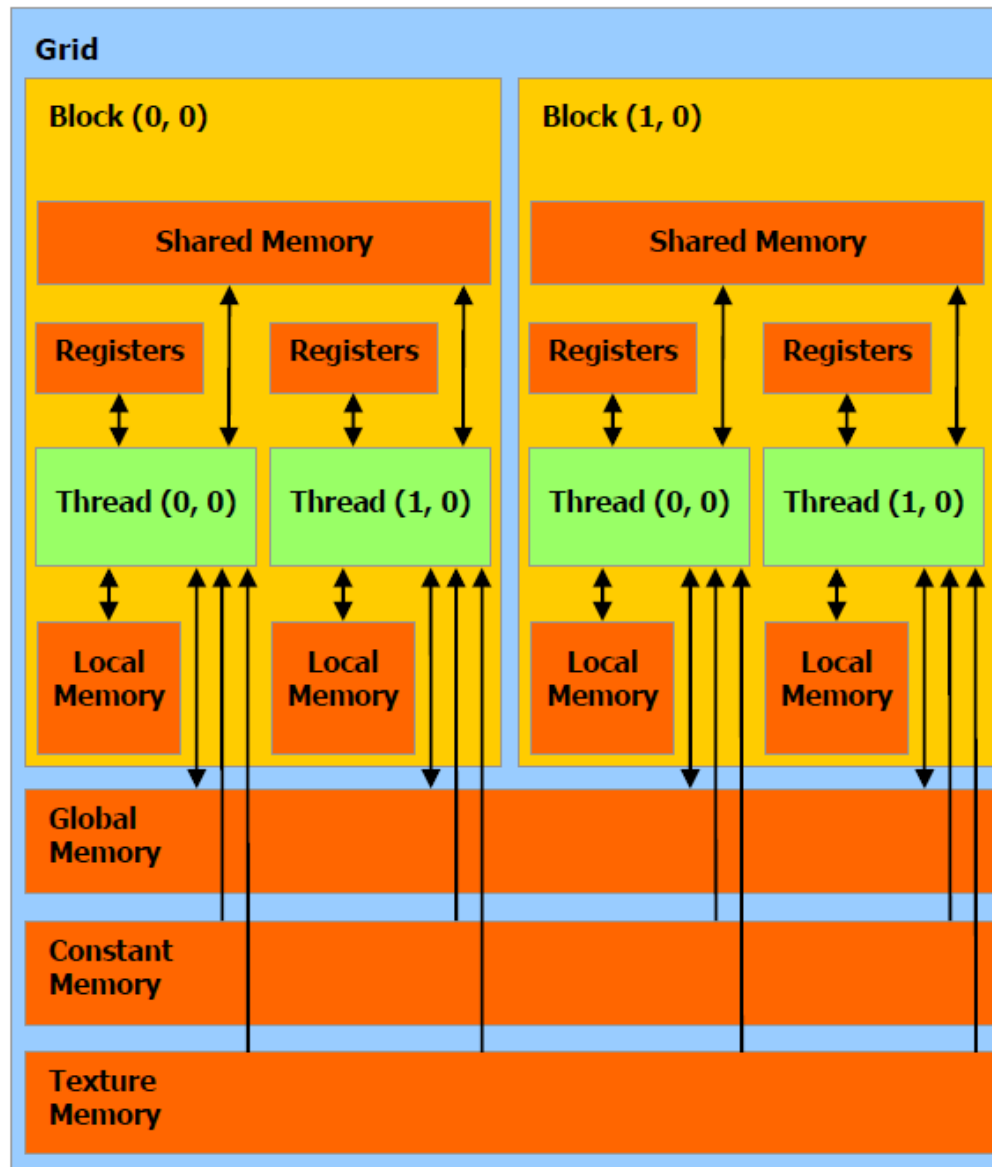 Grid
Block (0, 0)
Block (1, 0)
Shared Memory
Shared Memory
Registers
Registers
Registers
Registers
Thread (0, 0)
Thread (1, 0)
Thread (0, 0)
Thread (1, 0)
Local
Memory
Local
Memory
Local
Memory
Local
Memory
Global
Memory
Constant
Memory
Texture
Memory